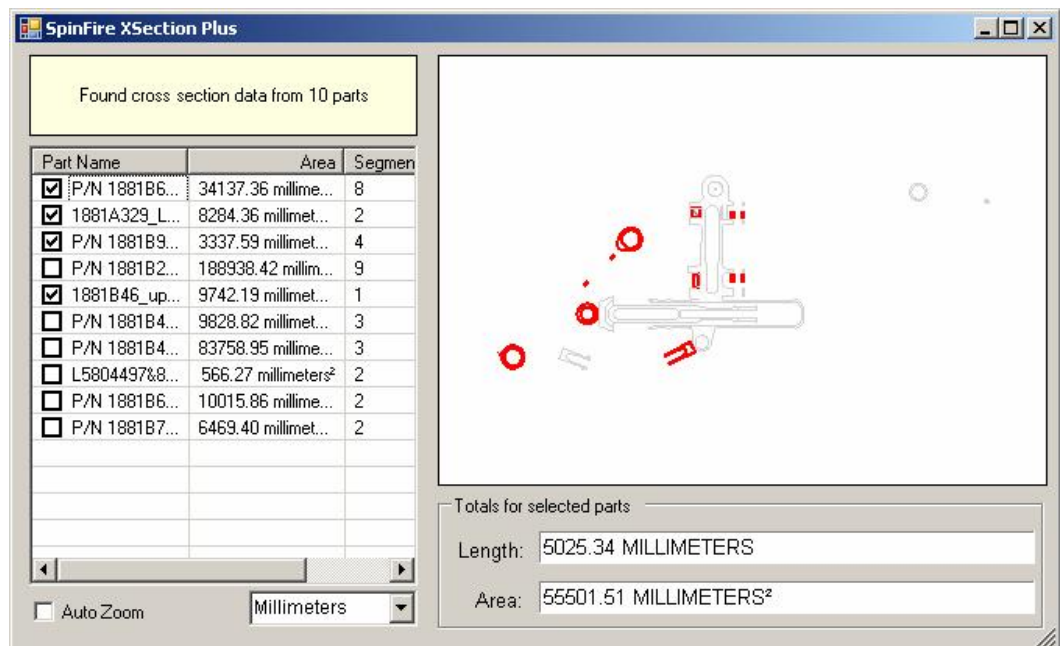 SpinFire XSection Plus
Found cross section data from 10 parts
Part Name Area Segmen
P/N 1881B6... 34137.36 millime... 8
1881A329_L... 8284.36 millimet... 2
P/N 1881B9... 3337.59 millimet... 4
P/N 1881B2... 188938.42 millim... 9
1881B46_up... 9742.19 millimet... 1
P/N 1881B4... 9828.82 millimet... 3
P/N 1881B4... 83758.95 millime... 3
L5804497&8... 566.27 millimeters² 2
P/N 1881B6... 10015.86 millime... 2
P/N 1881B7... 6469.40 millimet... 2
Auto Zoom
Millimeters
Totals for selected parts
Length: 5025.34 MILLIMETERS
Area: 55501.51 MILLIMETERS²